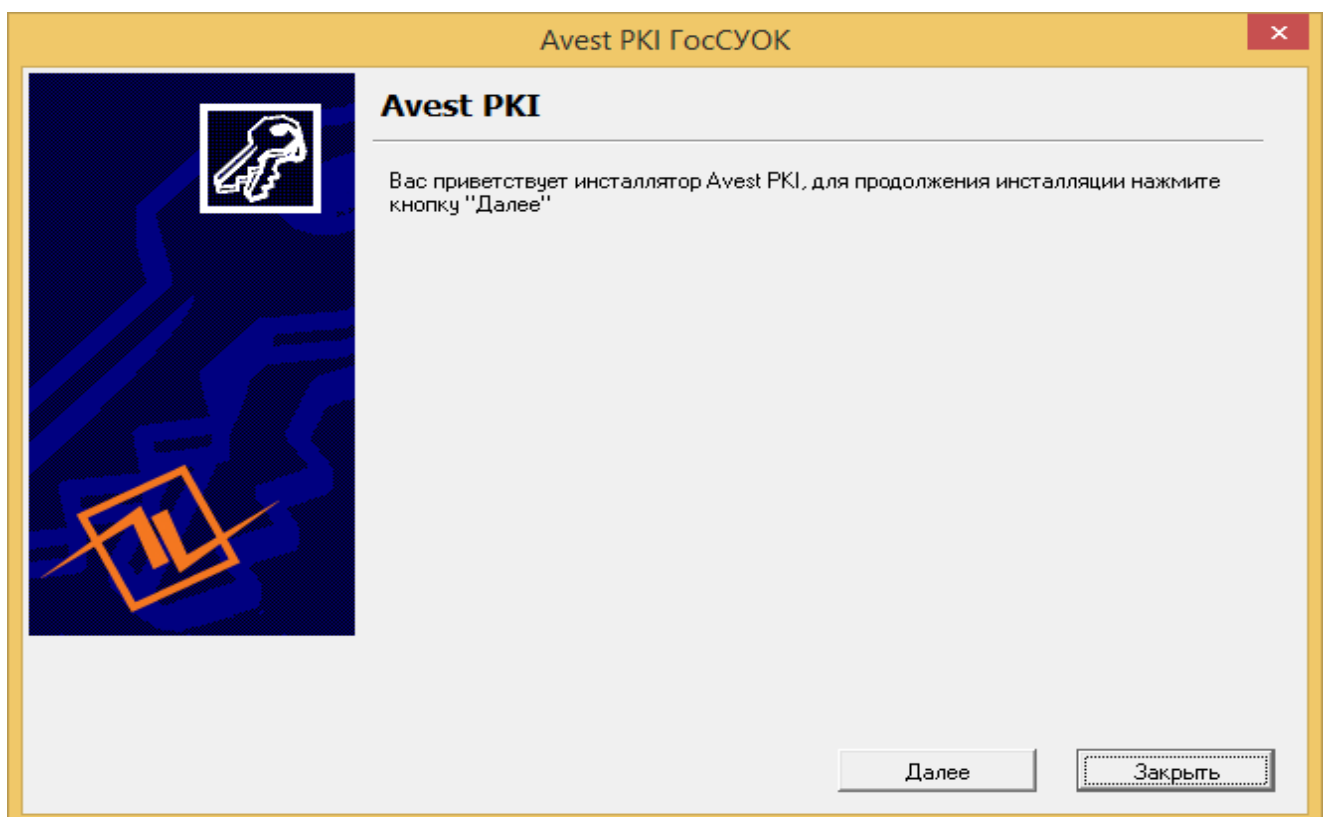 Avest PKI ГосСУОК
Avest PKI
Вас приветствует инсталлятор Avest PKI, для продолжения инсталляции нажмите
кнопку "Далее"
Далее
Закрыть